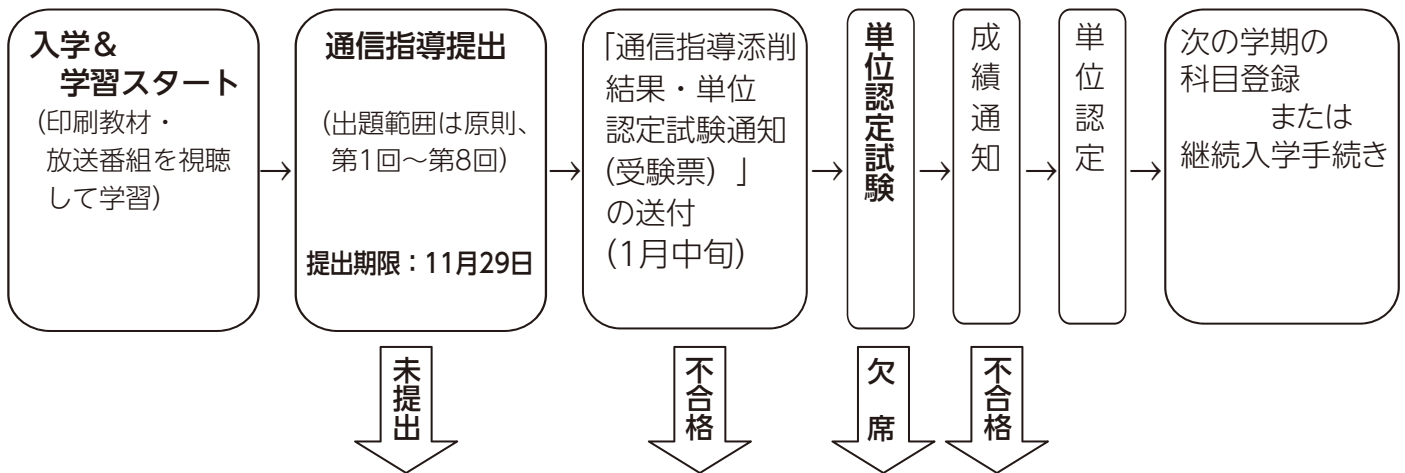 入学&
学習スタート
(印刷教材・
放送番組を視聴
して学習)
→
通信指導提出
(出題範囲は原則、
第1回～第8回)
提出期限：11月29日
→
「通信指導添削
結果・単位
認定試験通知
(受験票)」
の送付
(1月中旬)
→
単位認定試験
→
成績通知
→
単位認定
→
次の学期の
科目登録
または
継続入学手続き
未提出
不合格
欠席
不合格